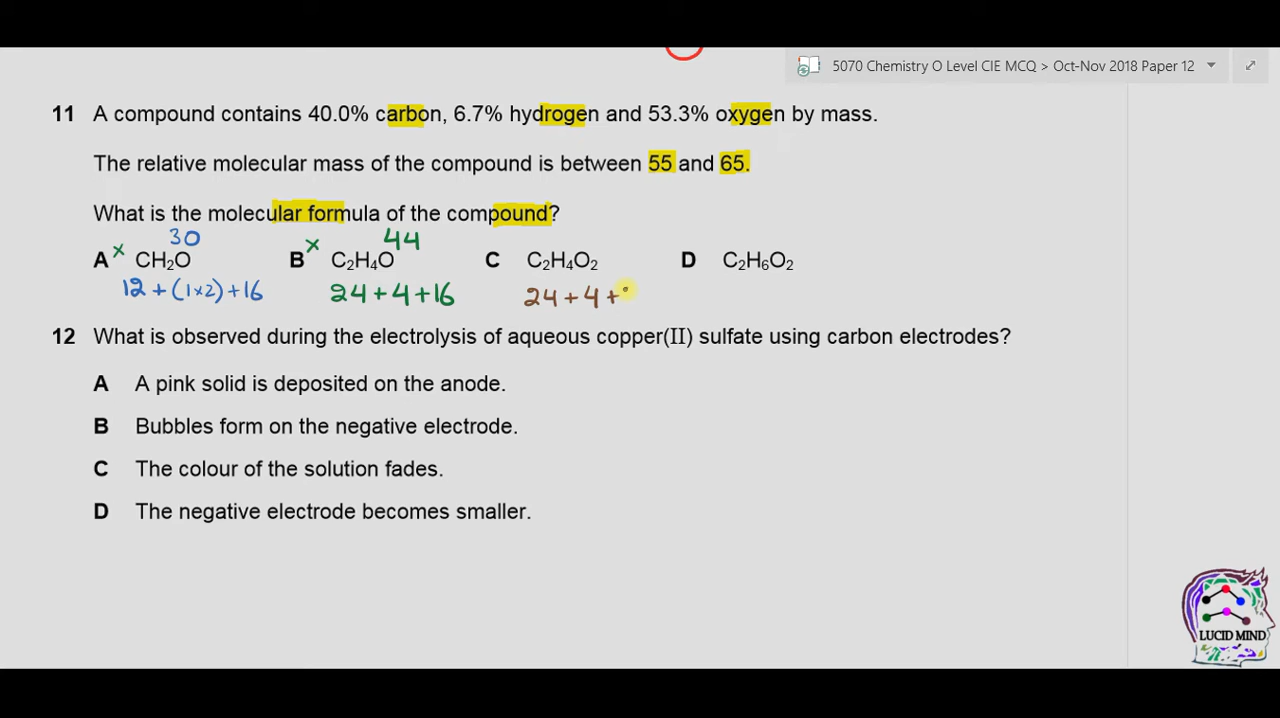 5070 Chemistry O Level CIE MCQ > Oct-Nov 2018 Paper 12
11 A compound contains 40.0% carbon, 6.7% hydrogen and 53.3% oxygen by mass.
The relative molecular mass of the compound is between 55 and 65.
What is the molecular formula of the compound?
x 30 x 44
A CH₂O B C₂H₄O C C₂H₄O₂ D C₂H₆O₂
12 + (1x2) + 16 24 + 4 + 16 24 + 4 +
12 What is observed during the electrolysis of aqueous copper(II) sulfate using carbon electrodes?
A A pink solid is deposited on the anode.
B Bubbles form on the negative electrode.
C The colour of the solution fades.
D The negative electrode becomes smaller.
LUCID MIND